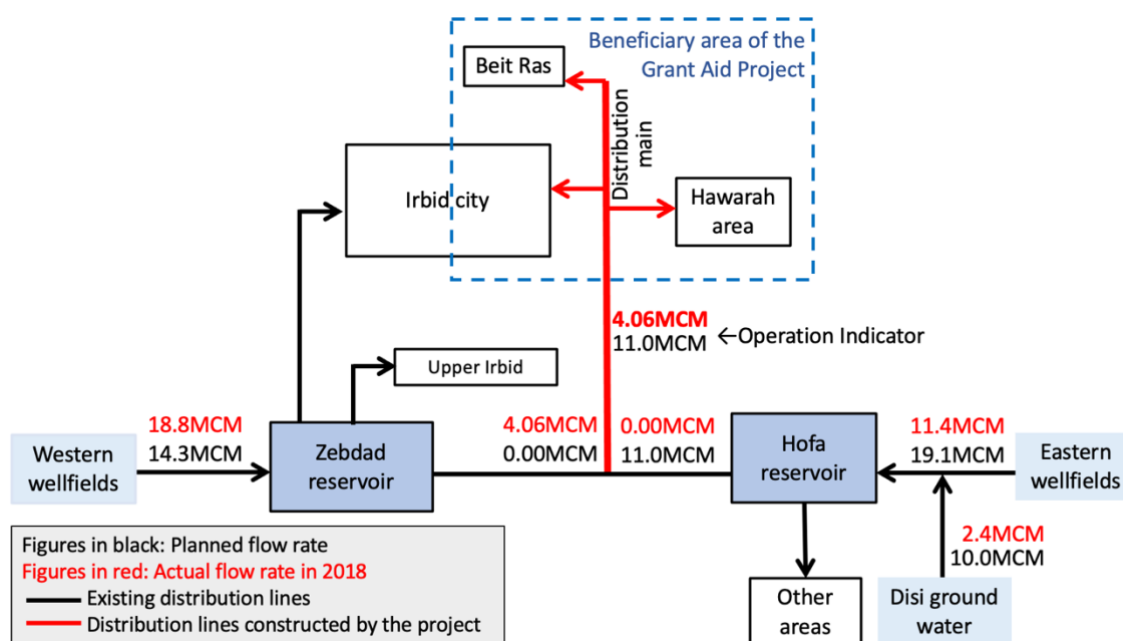 Beneficiary area of the
Grant Aid Project
Beit Ras
Distribution
main
Irbid city
Hawarah
area
4.06MCM
11.0MCM
←Operation Indicator
Upper Irbid
18.8MCM
14.3MCM
Western
wellfields
Zebdad
reservoir
4.06MCM
0.00MCM
0.00MCM
11.0MCM
Hofa
reservoir
11.4MCM
19.1MCM
Eastern
wellfields
2.4MCM
10.0MCM
Other
areas
Disi ground
water
Figures in black: Planned flow rate
Figures in red: Actual flow rate in 2018
Existing distribution lines
Distribution lines constructed by the project